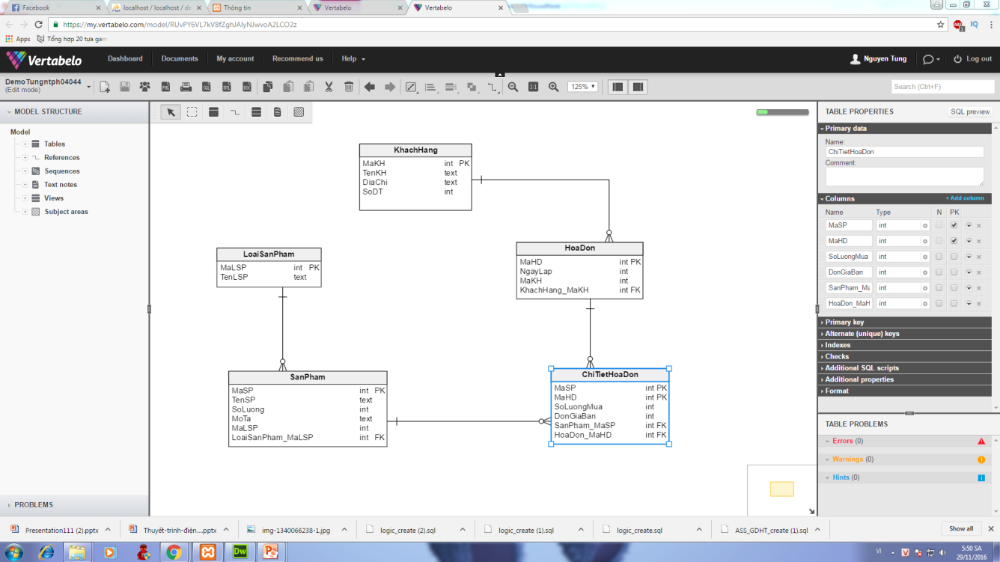 Facebook
localhost / localhost / de
Thông tin
Vertabelo
Vertabelo
https://my.vertabelo.com/model/RUvPY6VL7kV8fZghJAlyNJwvoA2LCO2z
Apps
Tổng hợp 20 tựa gam
Vertabelo
Dashboard
Documents
My account
Recommend us
Help
Nguyen Tung
Log out
DemoTungntph04044
(Edit mode)
125%
Search (Ctrl+F)
MODEL STRUCTURE
Model
Tables
References
Sequences
Text notes
Views
Subject areas
PROBLEMS
KhachHang
MaKH int PK
TenKH text
DiaChi text
SoDT int
LoaiSanPham
MaLSP int PK
TenLSP text
HoaDon
MaHD int PK
NgayLap int
MaKH int
KhachHang_MaKH int FK
SanPham
MaSP int PK
TenSP text
SoLuong int
MoTa text
MaLSP int
LoaiSanPham_MaLSP int FK
ChiTietHoaDon
MaSP int PK
MaHD int PK
SoLuongMua int
DonGiaBan int
SanPham_MaSP int FK
HoaDon_MaHD int FK
TABLE PROPERTIES
SQL preview
Primary data
Name:
ChiTietHoaDon
Comment:
Columns
+ Add column
Name Type N PK
MaSP int
MaHD int
SoLuongMua int
DonGiaBan int
SanPham_Ma int
HoaDon_MaH int
Primary key
Alternate (unique) keys
Indexes
Checks
Additional SQL scripts
Additional properties
Format
TABLE PROBLEMS
Errors (0)
Warnings (0)
Hints (0)
Presentation111 (2).pptx
Thuyết-trình-điện....pptx
img-1340066238-1.jpg
logic_create (2).sql
logic_create (1).sql
logic_create.sql
ASS_GDHT_create (1).sql
Show all
VI
5:50 SA
29/11/2016